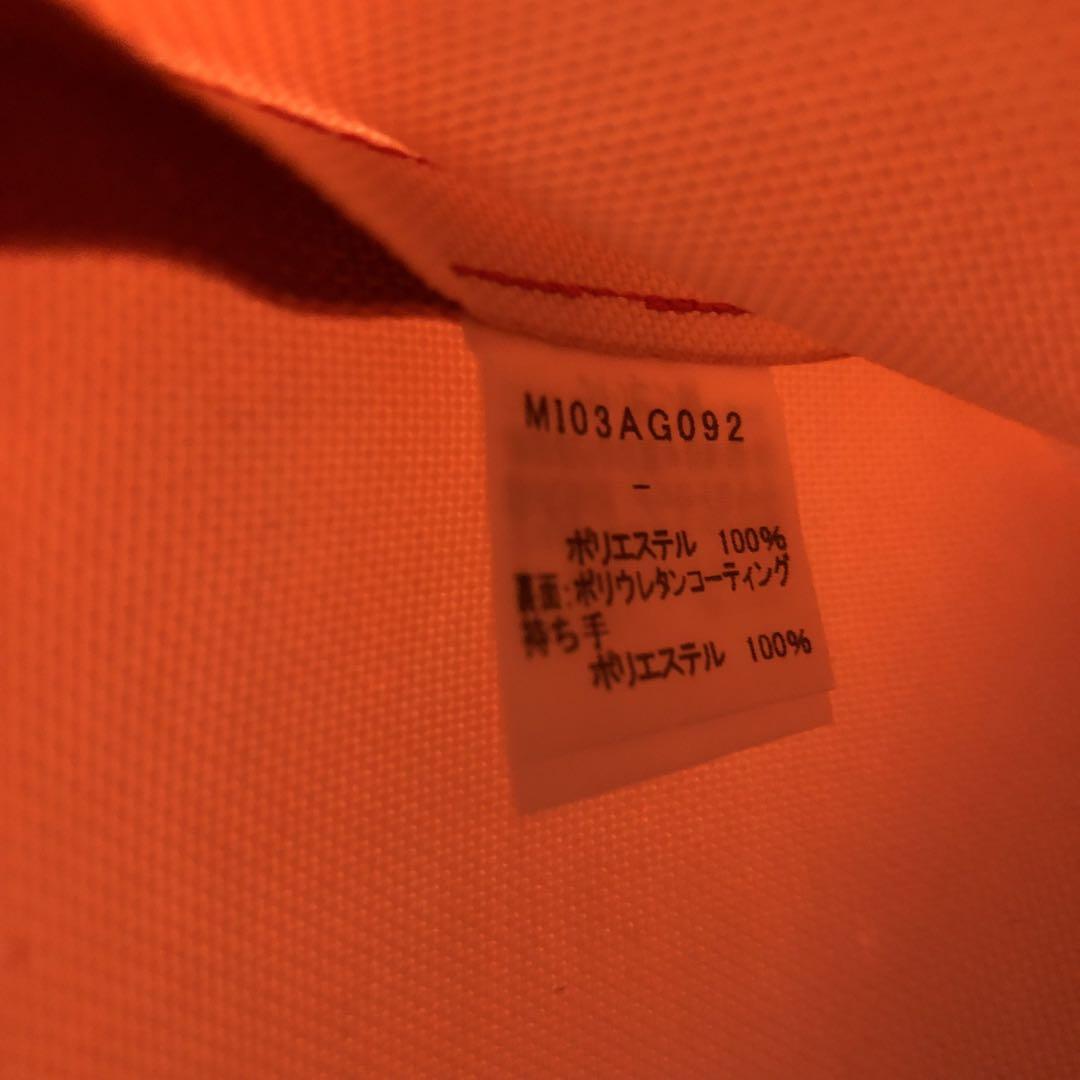 MI03AG092
-
ポリエステル 100%
裏面:ポリウレタンコーティング
持ち手
ポリエステル 100%